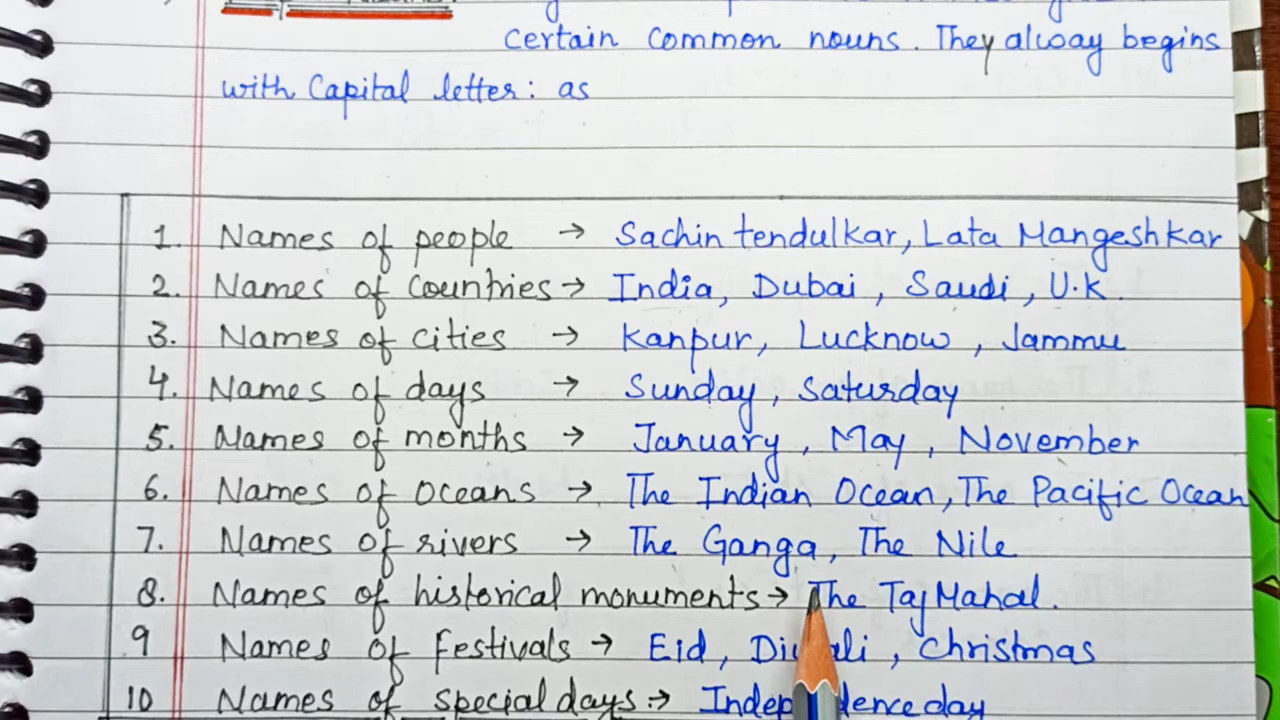 certain common nouns. They alway begins
with Capital letter: as
1. Names of people → Sachin tendulkar, Lata Mangeshkar
2. Names of Countries → India, Dubai, Saudi, U.K.
3. Names of cities → Kanpur, Lucknow, Jammu
4. Names of days → Sunday, Saturday
5. Names of months → January, May, November
6. Names of Oceans → The Indian Ocean, The Pacific Ocean
7. Names of rivers → The Ganga, The Nile
8. Names of historical monuments → The Taj Mahal.
9 Names of Festivals → Eid, Diwali, Christmas
10 Names of special days :→ Independence day